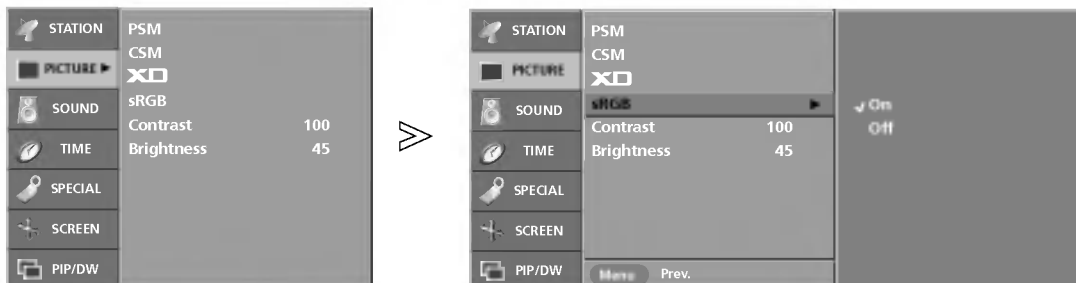 STATION
PICTURE ►
SOUND
TIME
SPECIAL
SCREEN
PIP/DW
PSM
CSM
XD
sRGB
Contrast 100
Brightness 45
STATION
PICTURE
SOUND
TIME
SPECIAL
SCREEN
PIP/DW
PSM
CSM
XD
sRGB ►
Contrast 100
Brightness 45
Menu Prev.
✓ On
Off